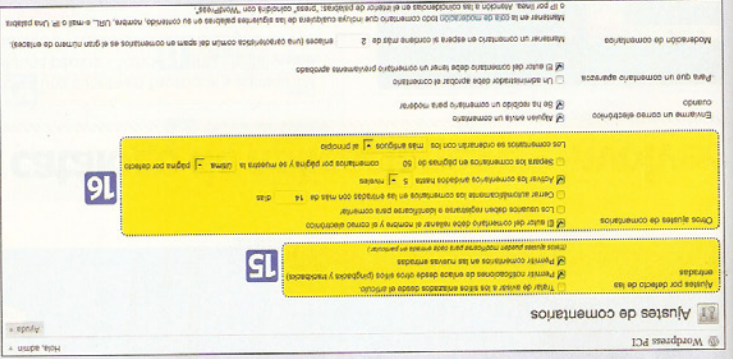 Wordpress PCI
Hola, admin
Ayuda
Ajustes de comentarios
Ajustes por defecto de las entradas
Tratar de avisar a los sitios enlazados desde el artículo.
Permitir notificaciones de enlace desde otros sitios (pingbacks y trackbacks)
Permitir comentarios en las nuevas entradas
(Estos ajustes pueden modificarse para cada entrada en particular.)
15
Otros ajustes de comentarios
El autor del comentario debe rellenar el nombre y el correo electrónico
Los usuarios deben registrarse e identificarse para comentar
Cerrar automáticamente los comentarios en las entradas con más de 14 días
Activar los comentarios anidados hasta 5 niveles
Separa los comentarios en páginas de 50 comentarios por página y se muestra la última página por defecto
Los comentarios se ordenarán con los más antiguos al principio
16
Enviarme un correo electrónico cuando
Alguien envía un comentario
Se ha recibido un comentario para moderar
Para que un comentario aparezca
Un administrador debe aprobar el comentario
El autor del comentario debe tener un comentario previamente aprobado
Moderación de comentarios
Mantener un comentario en espera si contiene más de 2 enlaces (una característica común del spam en comentarios es el gran número de enlaces).
Mantener en la cola de moderación todo comentario que incluya cualquiera de las siguientes palabras en su contenido, nombre, URL, e-mail o IP. Una palabra
o IP por línea. Atención a las coincidencias en el interior de palabras: "press" coincidirá con "WordPress".